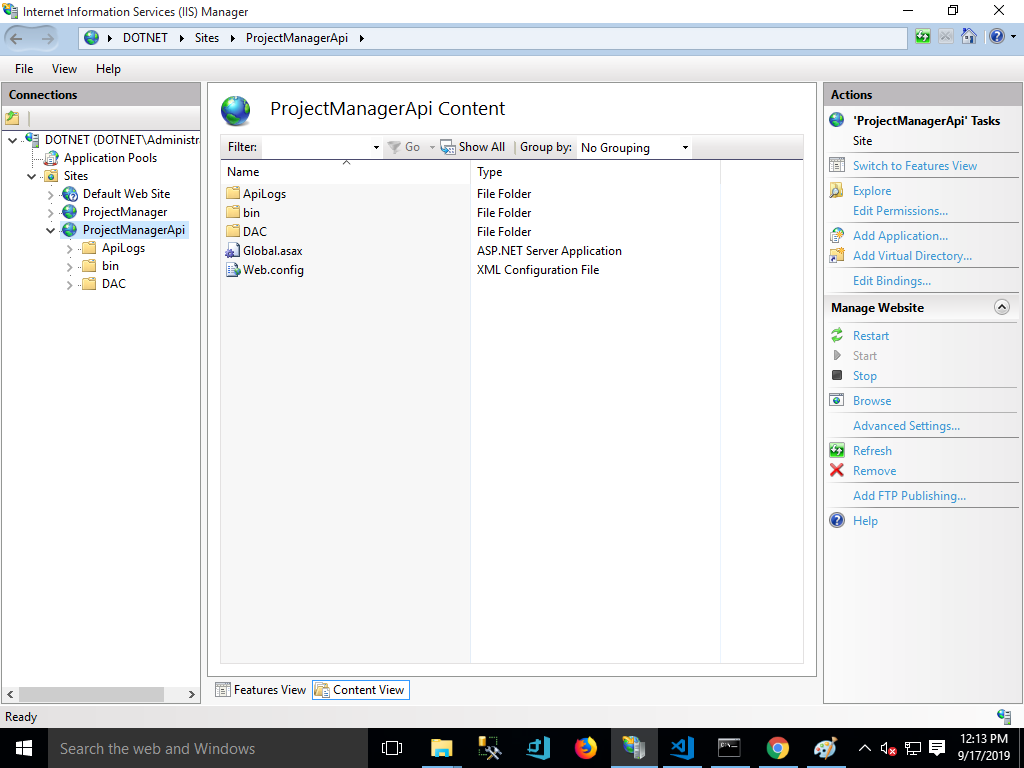 Internet Information Services (IIS) Manager
DOTNET Sites ProjectManagerApi
File View Help
Connections
DOTNET (DOTNET\Administr
Application Pools
Sites
Default Web Site
ProjectManager
ProjectManagerApi
ApiLogs
bin
DAC
ProjectManagerApi Content
Filter: Go Show All Group by: No Grouping
Name Type
ApiLogs File Folder
bin File Folder
DAC File Folder
Global.asax ASP.NET Server Application
Web.config XML Configuration File
Features View Content View
Actions
'ProjectManagerApi' Tasks
Site
Switch to Features View
Explore
Edit Permissions...
Add Application...
Add Virtual Directory...
Edit Bindings...
Manage Website
Restart
Start
Stop
Browse
Advanced Settings...
Refresh
Remove
Add FTP Publishing...
Help
Ready
Search the web and Windows
12:13 PM
9/17/2019